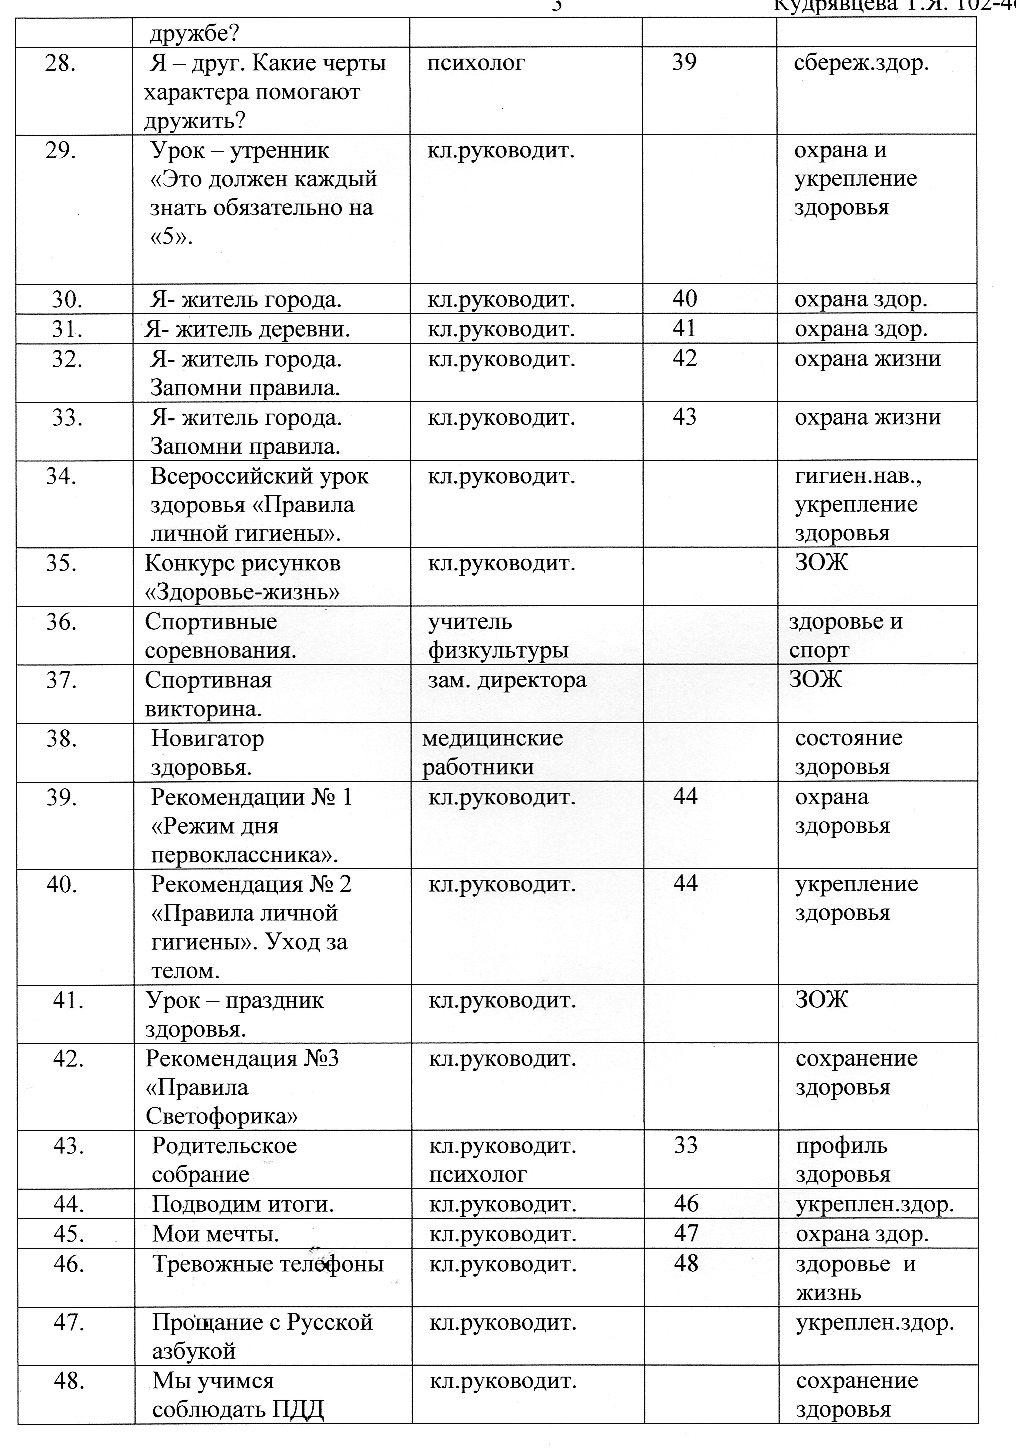 3 Кудрявцева Т.Я. 102-4
дружбе?
28. Я – друг. Какие черты психолог 39 сбереж.здор.
характера помогают
дружить?
29. Урок – утренник кл.руководит. охрана и
«Это должен каждый укрепление
знать обязательно на здоровья
«5».
30. Я- житель города. кл.руководит. 40 охрана здор.
31. Я- житель деревни. кл.руководит. 41 охрана здор.
32. Я- житель города. кл.руководит. 42 охрана жизни
Запомни правила.
33. Я- житель города. кл.руководит. 43 охрана жизни
Запомни правила.
34. Всероссийский урок кл.руководит. гигиен.нав.,
здоровья «Правила укрепление
личной гигиены». здоровья
35. Конкурс рисунков кл.руководит. ЗОЖ
«Здоровье-жизнь»
36. Спортивные учитель здоровье и
соревнования. физкультуры спорт
37. Спортивная зам. директора ЗОЖ
викторина.
38. Новигатор медицинские состояние
здоровья. работники здоровья
39. Рекомендации № 1 кл.руководит. 44 охрана
«Режим дня здоровья
первоклассника».
40. Рекомендация № 2 кл.руководит. 44 укрепление
«Правила личной здоровья
гигиены». Уход за
телом.
41. Урок – праздник кл.руководит. ЗОЖ
здоровья.
42. Рекомендация №3 кл.руководит. сохранение
«Правила здоровья
Светофорика»
43. Родительское кл.руководит. 33 профиль
собрание психолог здоровья
44. Подводим итоги. кл.руководит. 46 укреплен.здор.
45. Мои мечты. кл.руководит. 47 охрана здор.
46. Тревожные телефоны кл.руководит. 48 здоровье и
жизнь
47. Прощание с Русской кл.руководит. укреплен.здор.
азбукой
48. Мы учимся кл.руководит. сохранение
соблюдать ПДД здоровья